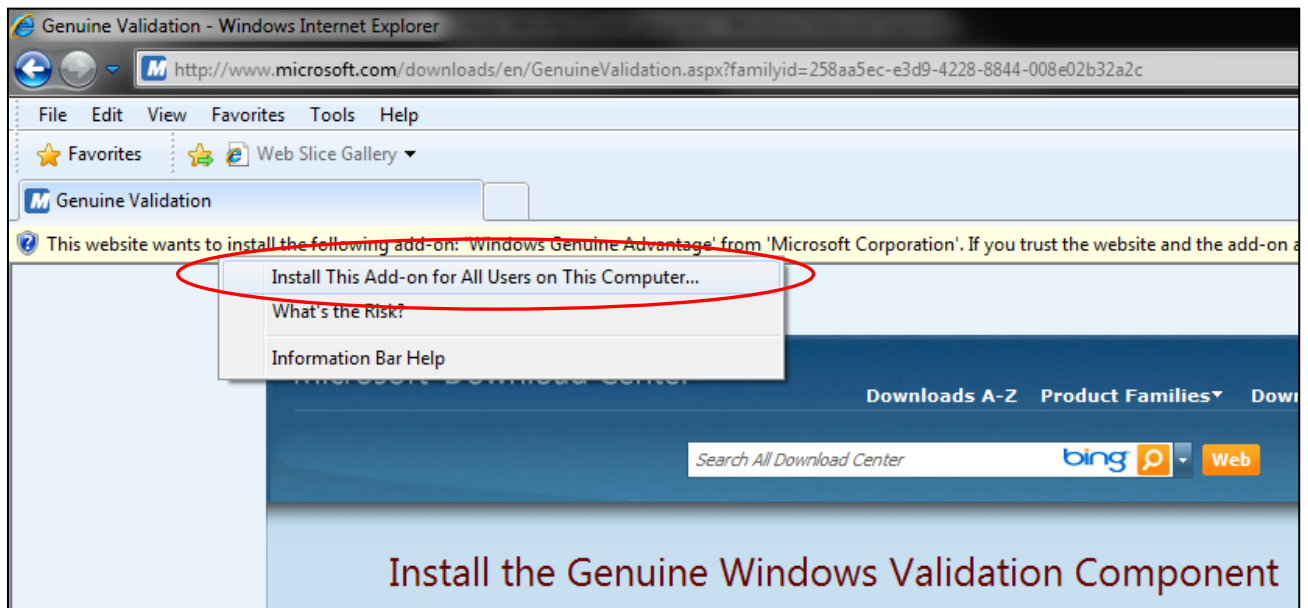 Genuine Validation - Windows Internet Explorer
http://www.microsoft.com/downloads/en/GenuineValidation.aspx?familyid=258aa5ec-e3d9-4228-8844-008e02b32a2c
File Edit View Favorites Tools Help
Favorites Web Slice Gallery
Genuine Validation
This website wants to install the following add-on: 'Windows Genuine Advantage' from 'Microsoft Corporation'. If you trust the website and the add-on
Install This Add-on for All Users on This Computer...
What's the Risk?
Information Bar Help
Microsoft Download Center
Downloads A-Z Product Families
Search All Download Center bing Web
Install the Genuine Windows Validation Component